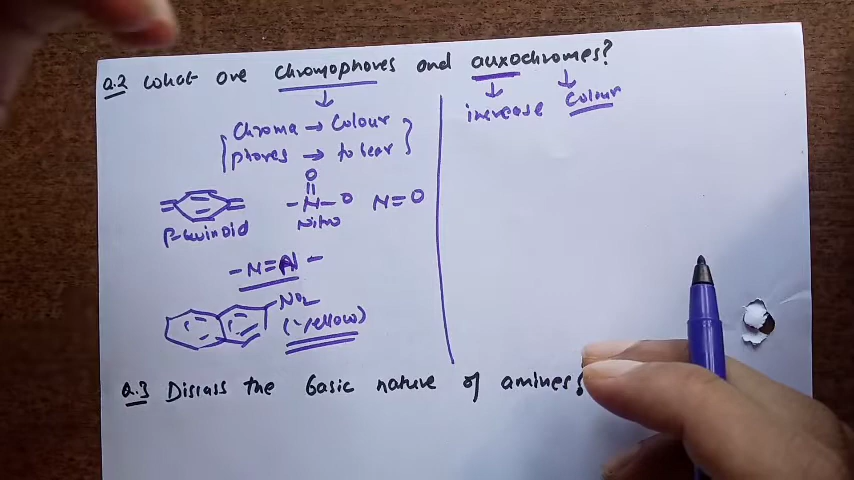 Q.2 What are chromophores and auxochromes?
Chroma → Colour
phores → to bear
O
-N-O N=O
Nitro
P-Quinoid
-N=N-
NO2
(-Yellow)
increase Colour
Q.3 Discuss the basic nature of amines?